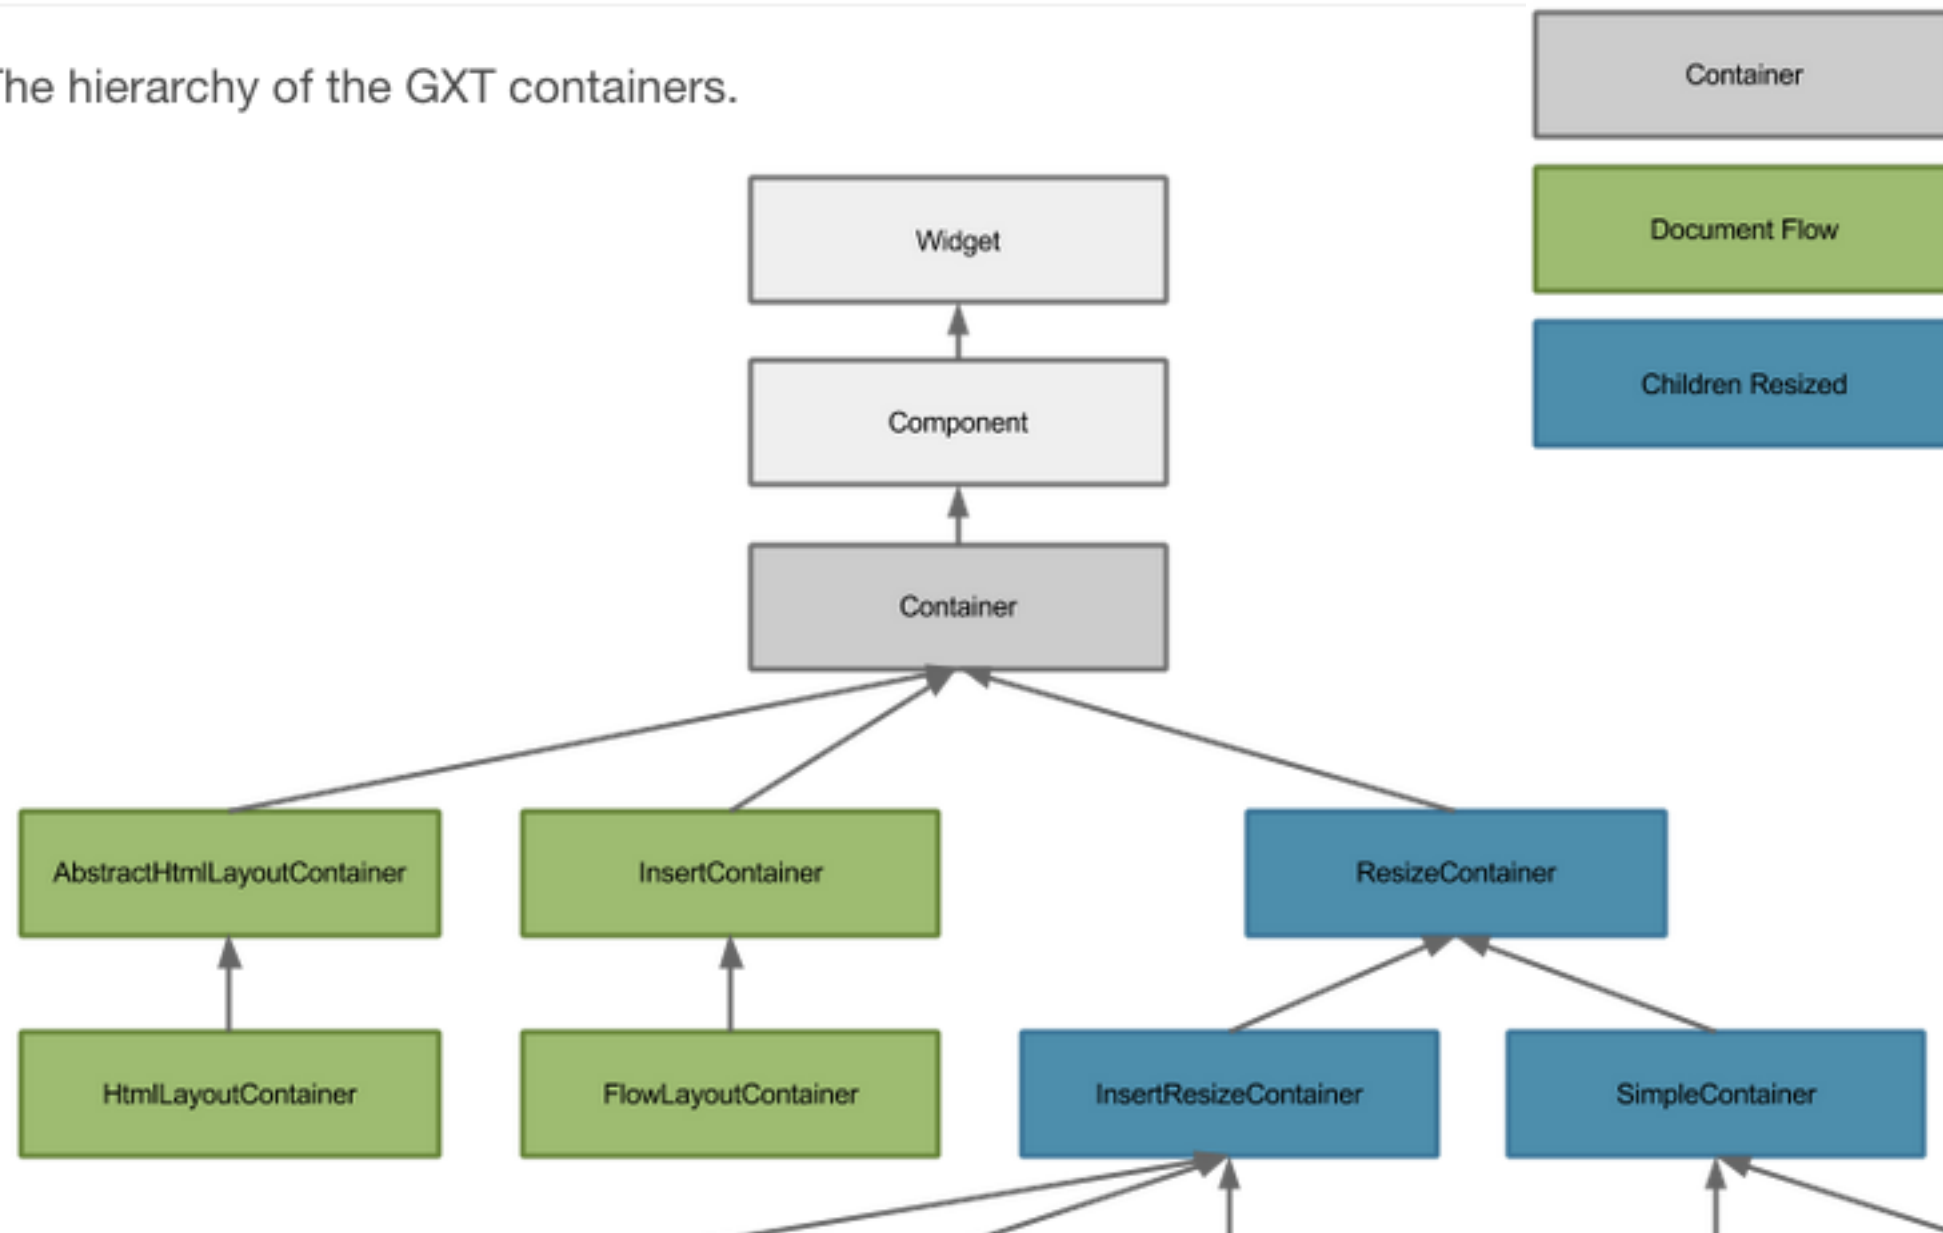 The hierarchy of the GXT containers.
Container
Document Flow
Children Resized
Widget
Component
Container
AbstractHtmlLayoutContainer
InsertContainer
ResizeContainer
HtmlLayoutContainer
FlowLayoutContainer
InsertResizeContainer
SimpleContainer